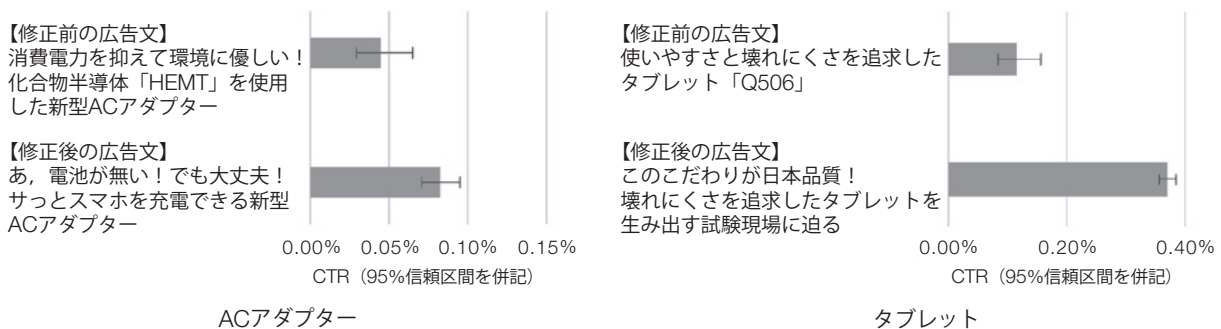 【修正前の広告文】
消費電力を抑えて環境に優しい！
化合物半導体「HEMT」を使用
した新型ACアダプター
【修正後の広告文】
あ，電池が無い！でも大丈夫！
サっとスマホを充電できる新型
ACアダプター
0.00% 0.05% 0.10% 0.15%
CTR（95%信頼区間を併記）
ACアダプター
【修正前の広告文】
使いやすさと壊れにくさを追求した
タブレット「Q506」
【修正後の広告文】
このこだわりが日本品質！
壊れにくさを追求したタブレットを
生み出す試験現場に迫る
0.00% 0.20% 0.40%
CTR（95%信頼区間を併記）
タブレット